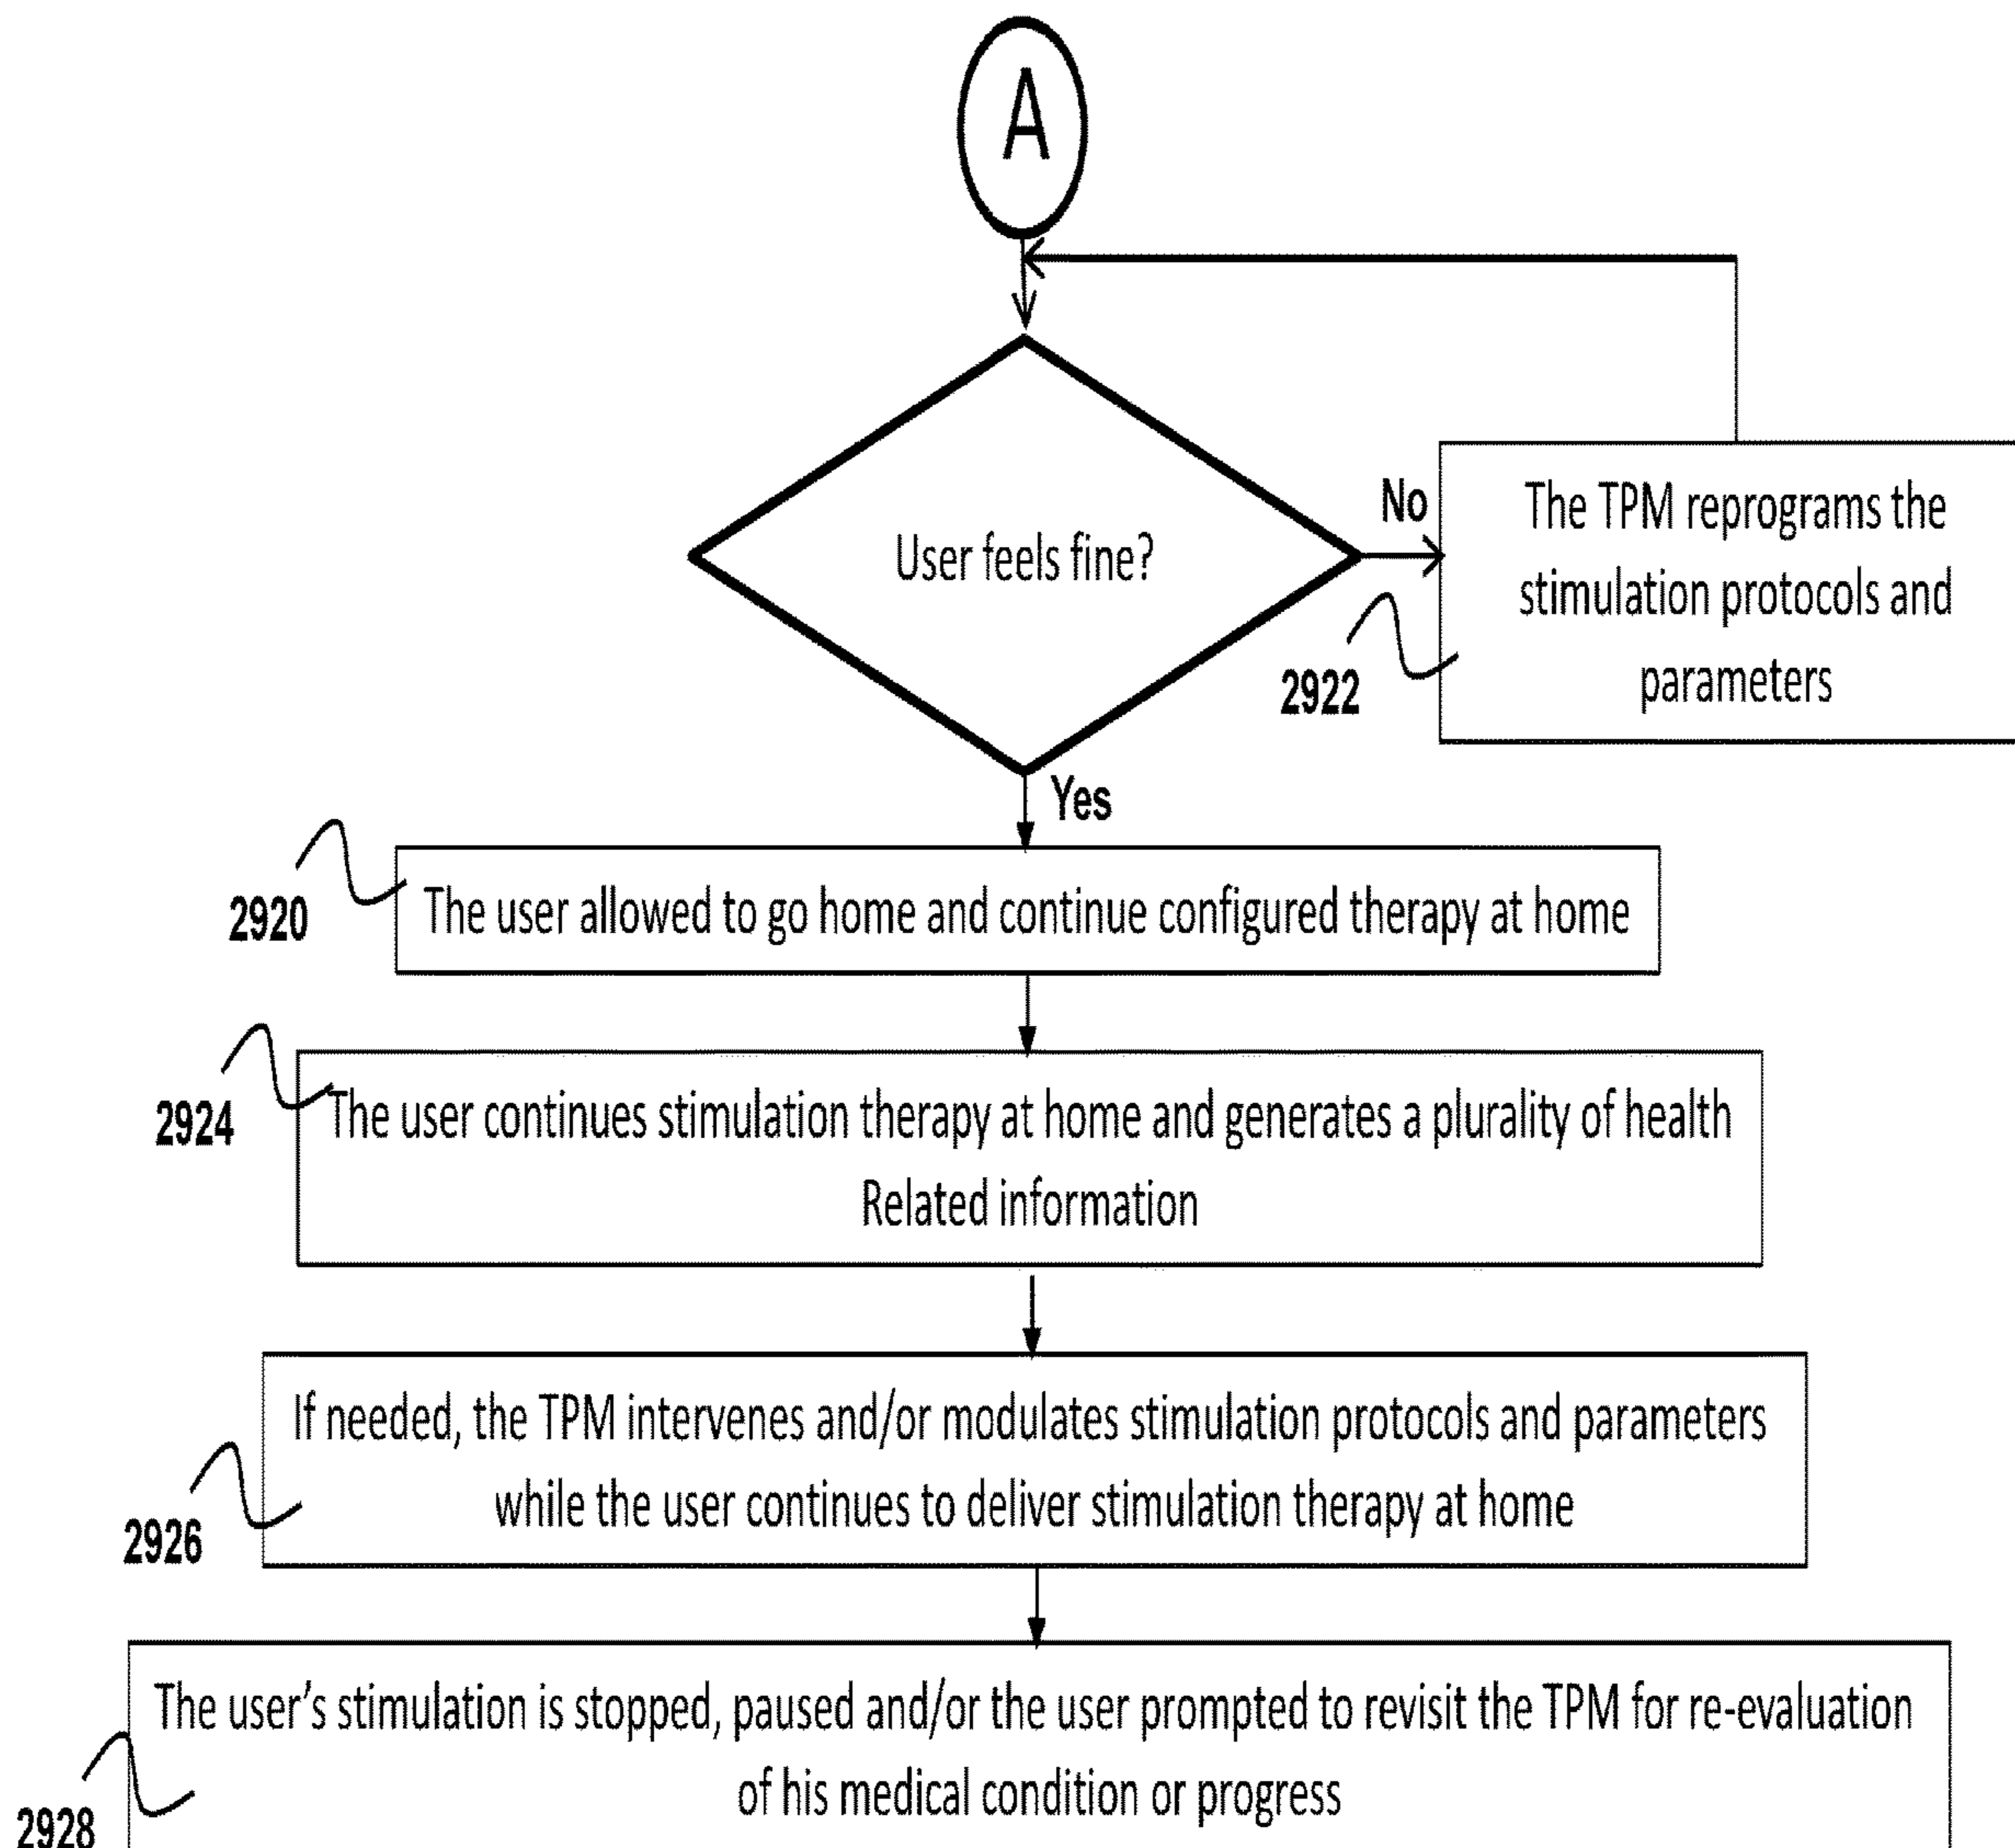 A
User feels fine?
No
The TPM reprograms the
stimulation protocols and
parameters
2922
Yes
2920
The user allowed to go home and continue configured therapy at home
2924
The user continues stimulation therapy at home and generates a plurality of health
Related information
If needed, the TPM intervenes and/or modulates stimulation protocols and parameters
while the user continues to deliver stimulation therapy at home
2926
The user’s stimulation is stopped, paused and/or the user prompted to revisit the TPM for re-evaluation
of his medical condition or progress
2928